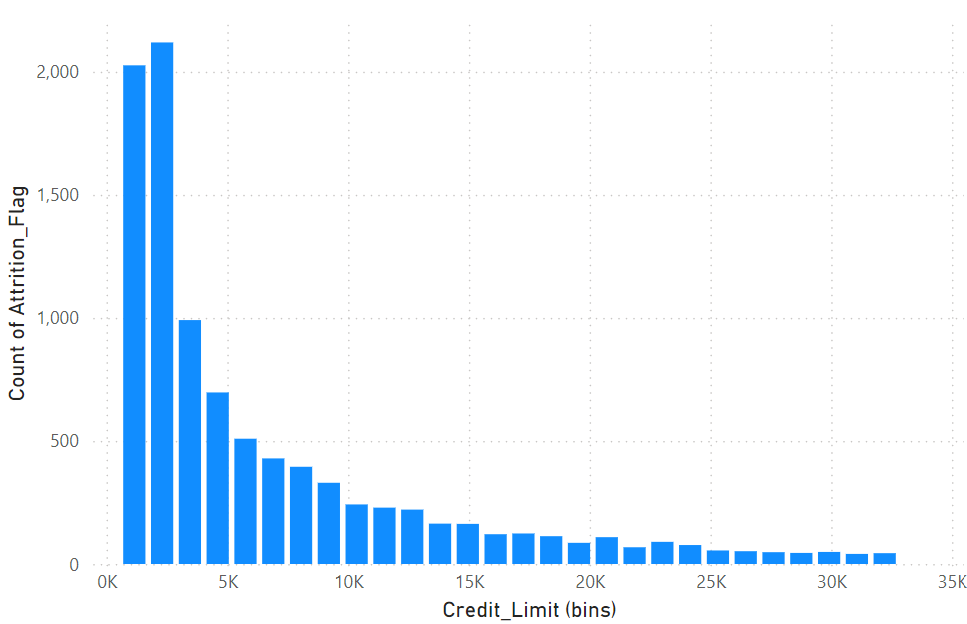 Count of Attrition_Flag
2,000
1,500
1,000
500
0
0K 5K 10K 15K 20K 25K 30K 35K
Credit_Limit (bins)